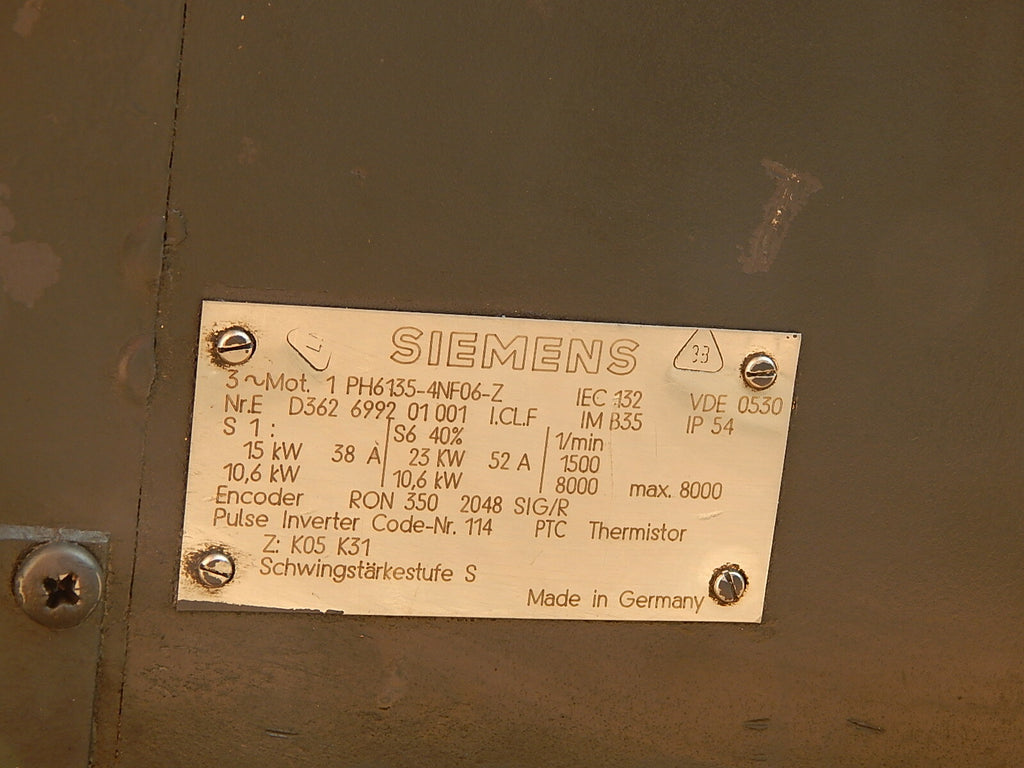 SIEMENS
3~Mot. 1 PH6135-4NF06-Z IEC 132 VDE 0530
Nr.E D362 6992 01 001 I.CL.F IM B35 IP 54
S 1 : S6 40% 1/min
15 kW 38 A 23 KW 52 A 1500
10,6 kW 10,6 kW 8000 max. 8000
Encoder RON 350 2048 SIG/R
Pulse Inverter Code-Nr. 114 PTC Thermistor
Z: K05 K31
Schwingstärkestufe S
Made in Germany